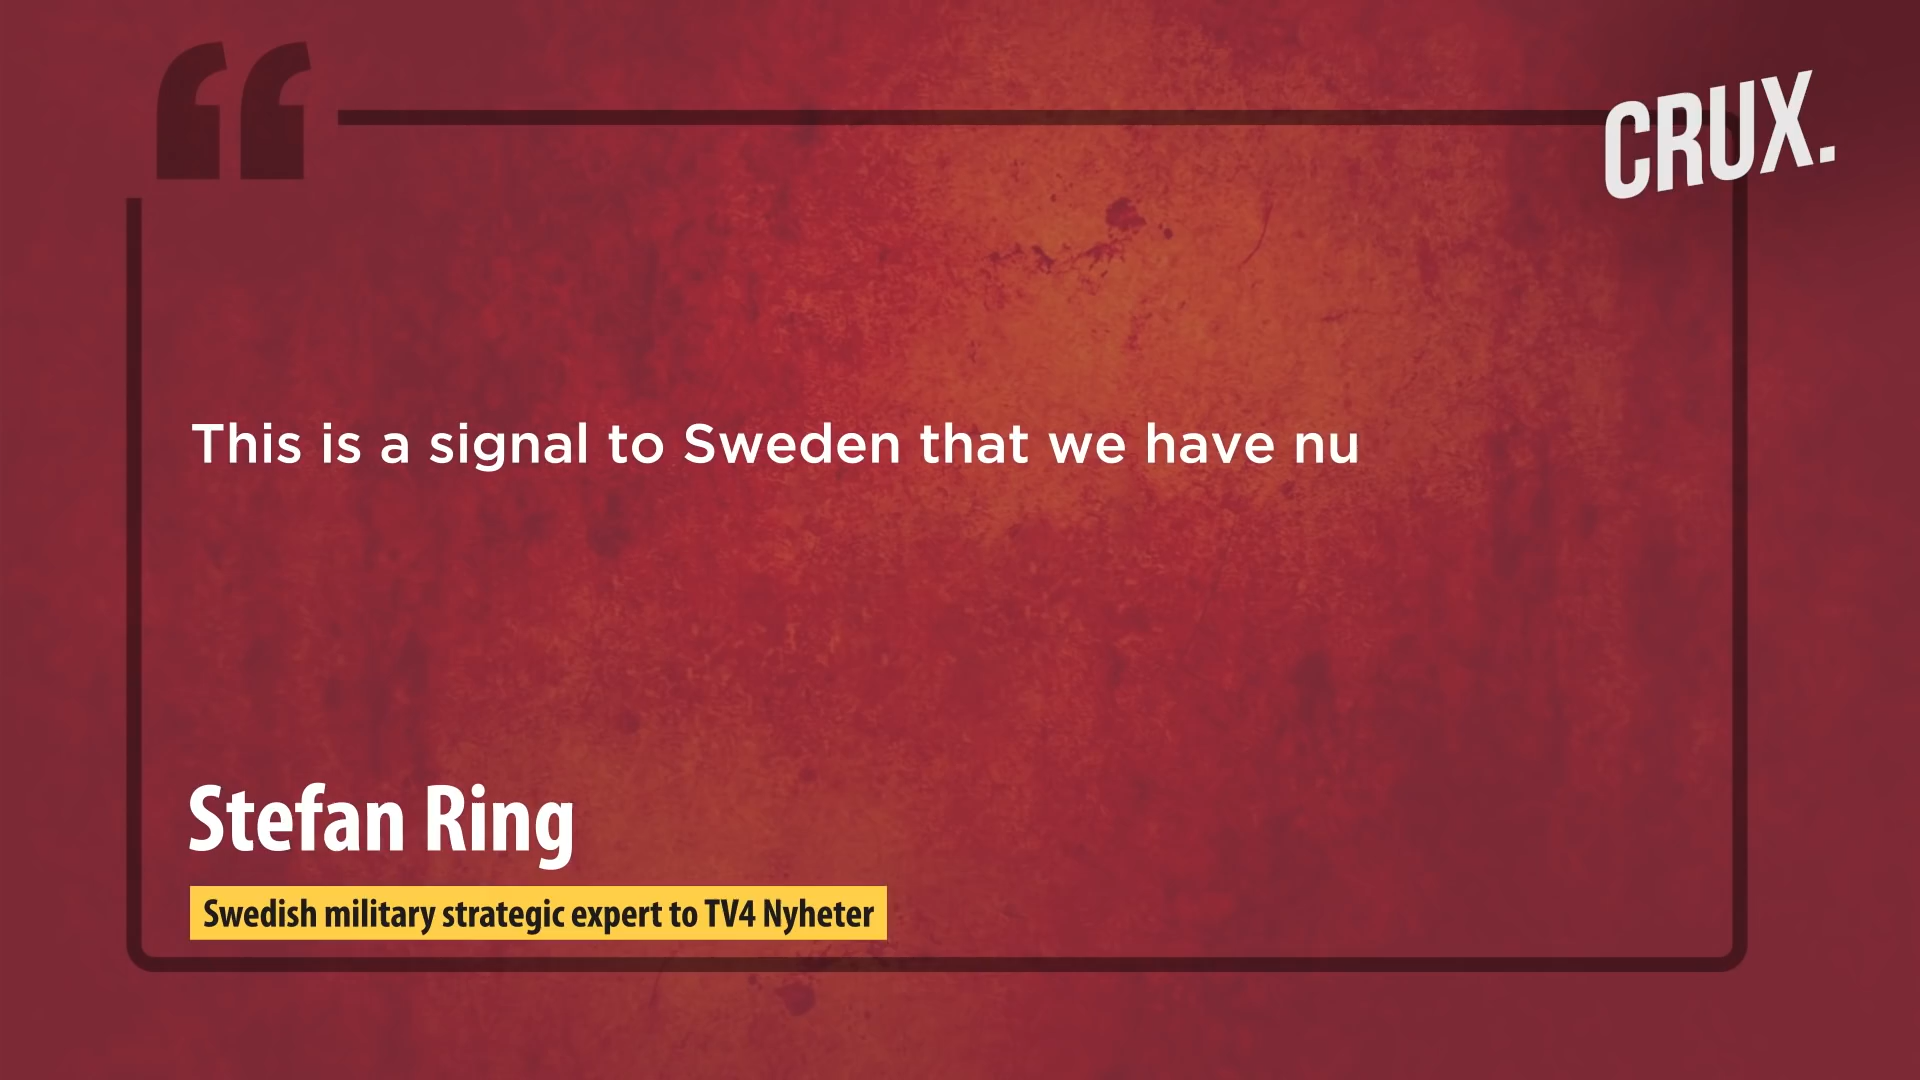 CRUX.
This is a signal to Sweden that we have nu
Stefan Ring
Swedish military strategic expert to TV4 Nyheter